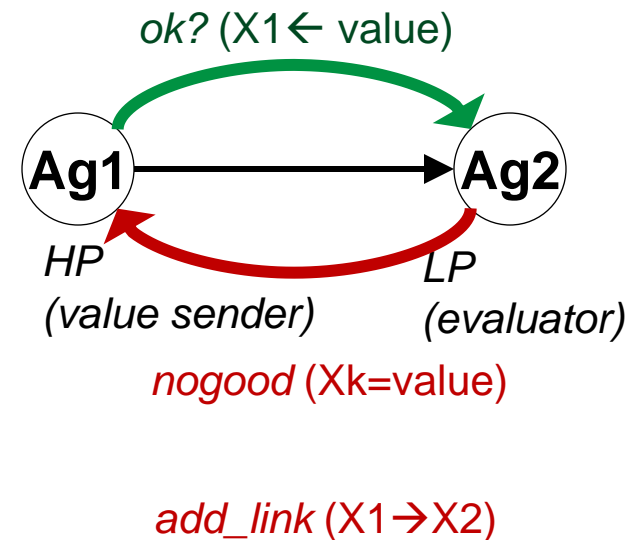 ok? (X1← value)
Ag1
Ag2
HP
(value sender)
LP
(evaluator)
nogood (Xk=value)
add_link (X1→X2)